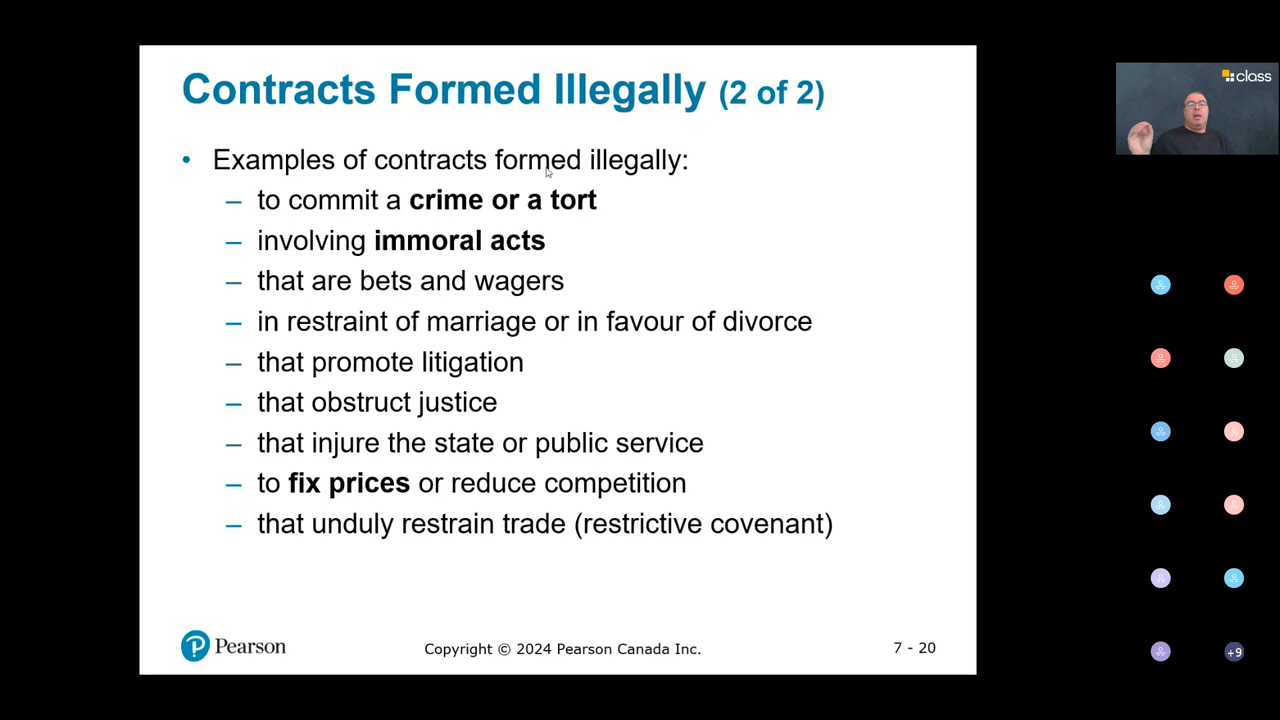 Contracts Formed Illegally (2 of 2)
• Examples of contracts formed illegally:
– to commit a crime or a tort
– involving immoral acts
– that are bets and wagers
– in restraint of marriage or in favour of divorce
– that promote litigation
– that obstruct justice
– that injure the state or public service
– to fix prices or reduce competition
– that unduly restrain trade (restrictive covenant)
Pearson
Copyright © 2024 Pearson Canada Inc.
7 - 20
class
+9